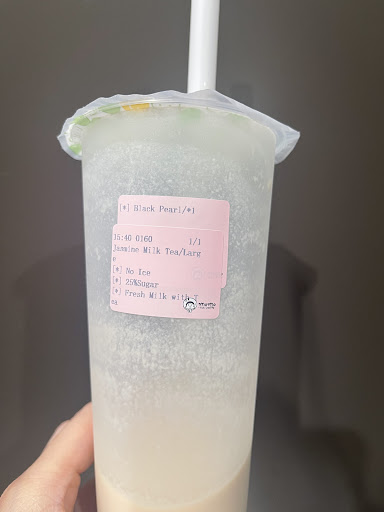 [*] Black Pearl/*1
15:40 0160 1/1
Jasmine Milk Tea/Larg
e
[*] No Ice
[*] 25%Sugar
[*] Fresh Milk with T
ea